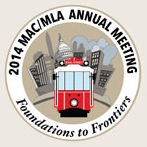 2014 MAC/MLA ANNUAL MEETING
Foundations to Frontiers